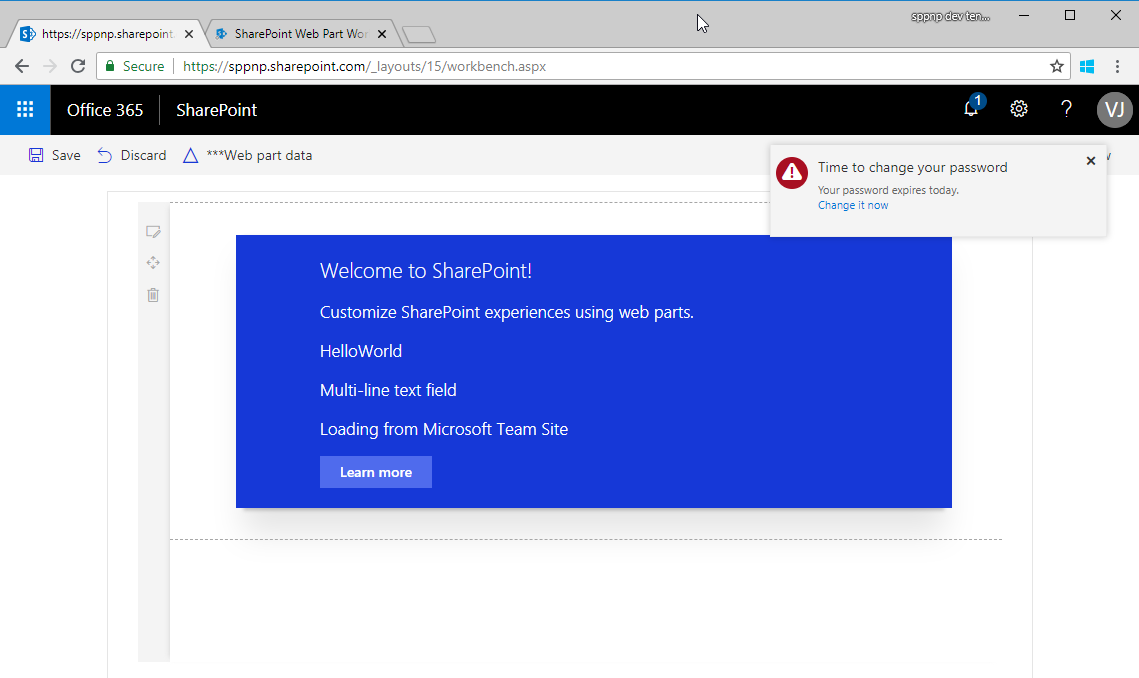 sppnp dev ten...
https://sppnp.sharepoint.
SharePoint Web Part Wor
Secure
https://sppnp.sharepoint.com/_layouts/15/workbench.aspx
Office 365
SharePoint
1
?
VJ
Save
Discard
***Web part data
w
Time to change your password
Your password expires today.
Change it now
Welcome to SharePoint!
Customize SharePoint experiences using web parts.
HelloWorld
Multi-line text field
Loading from Microsoft Team Site
Learn more